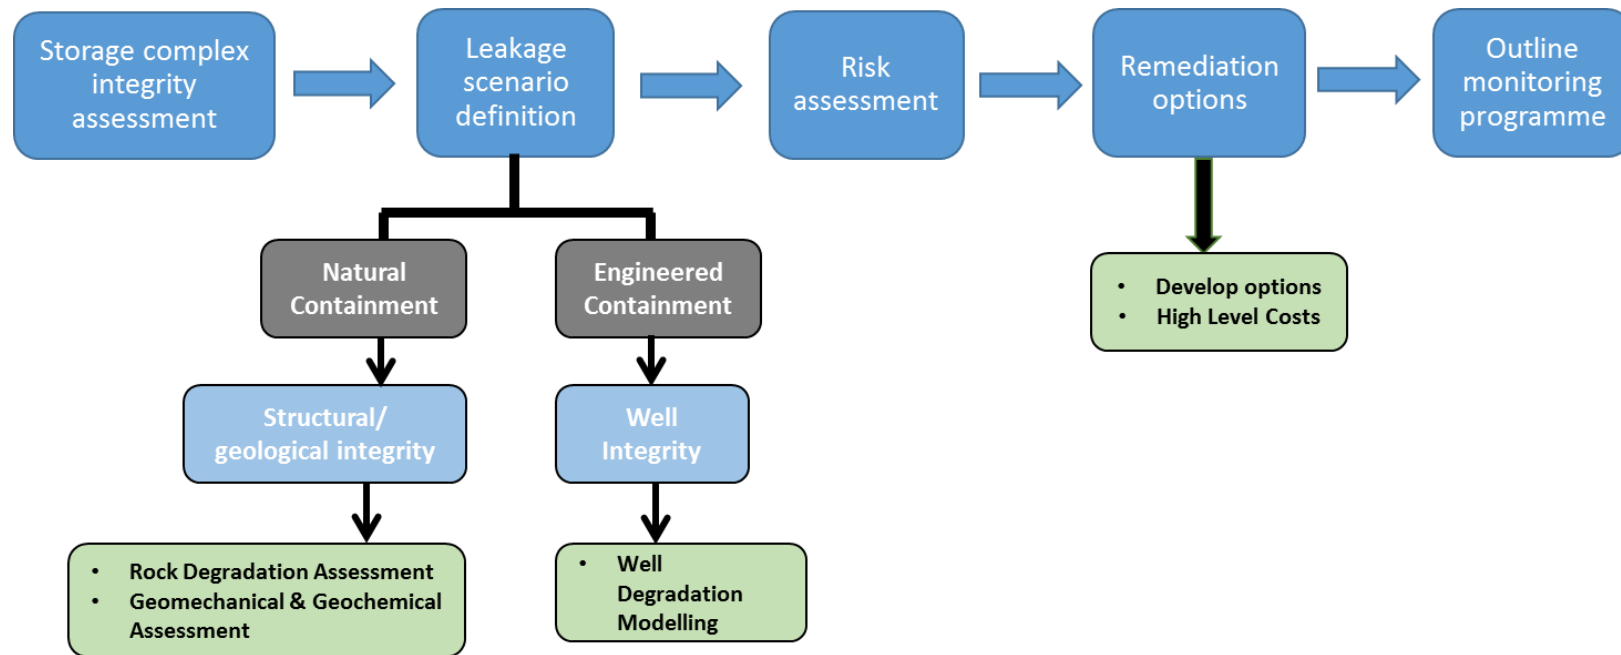 Storage complex
integrity
assessment
Leakage
scenario
definition
Risk
assessment
Remediation
options
Outline
monitoring
programme
Natural
Containment
Engineered
Containment
• Develop options
• High Level Costs
Structural/
geological integrity
Well
Integrity
• Rock Degradation Assessment
• Geomechanical & Geochemical
Assessment
• Well
Degradation
Modelling